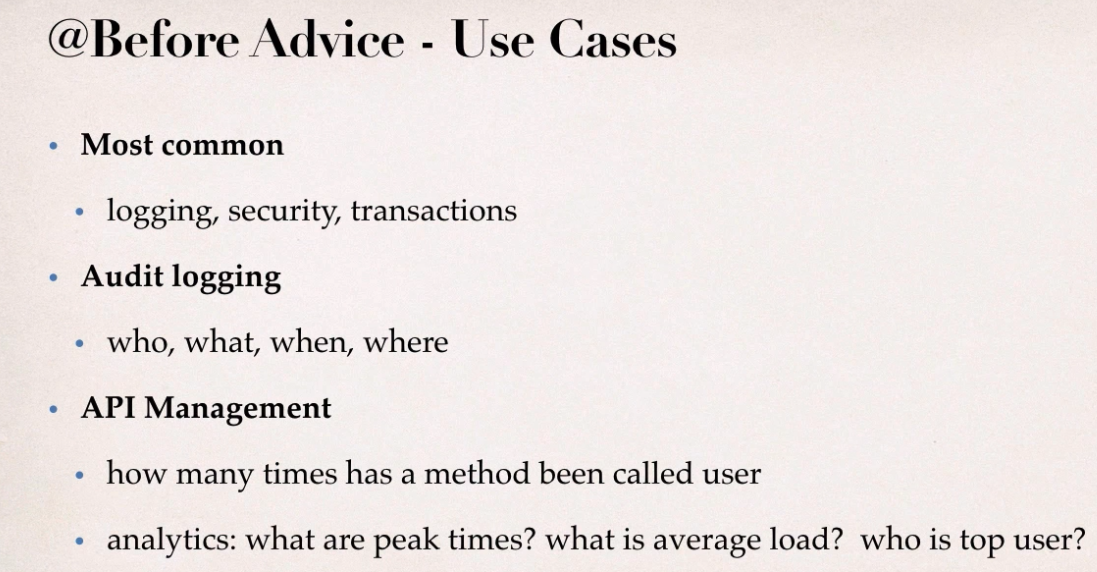 @Before Advice - Use Cases
• Most common
• logging, security, transactions
• Audit logging
• who, what, when, where
• API Management
• how many times has a method been called user
• analytics: what are peak times? what is average load?  who is top user?